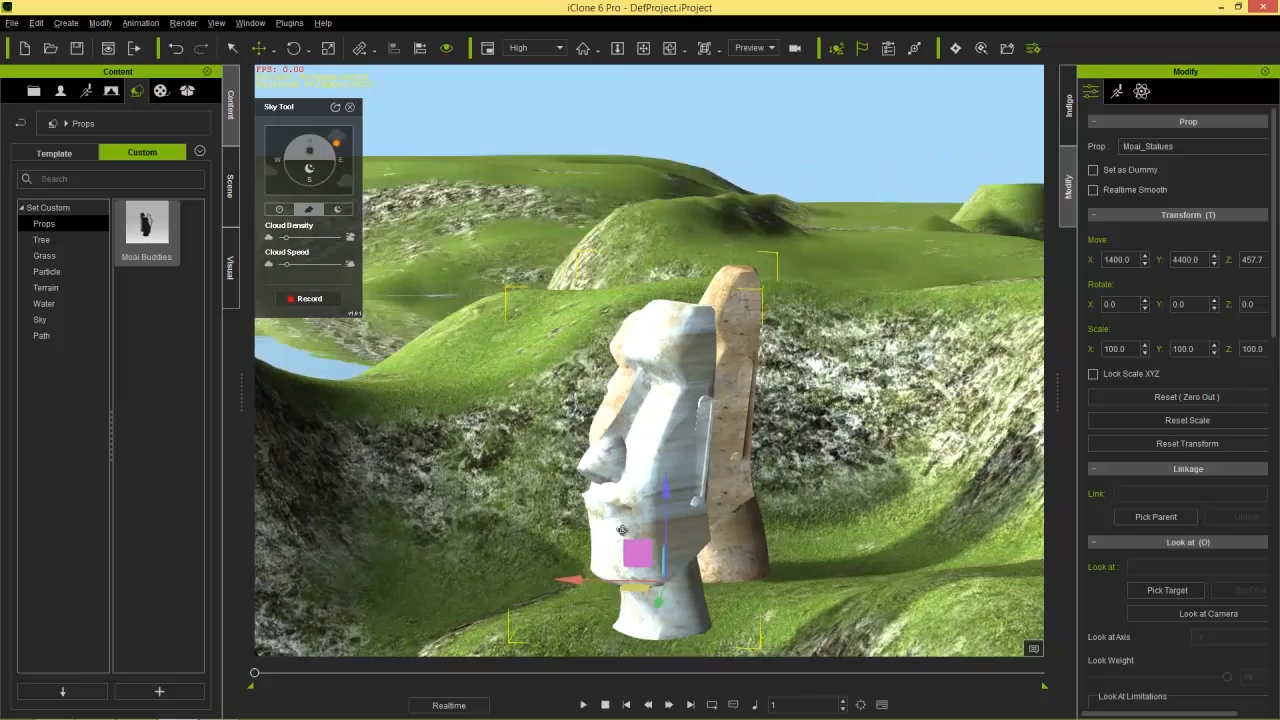 iClone 6 Pro - DefProject.iProject
File Edit Create Modify Animation Render View Window Plugins Help
High
Preview
Content
Props
Template
Custom
Search
Set Custom
Props
Tree
Grass
Particle
Terrain
Water
Sky
Path
Moai Buddies
Content
Scene
Visual
FPS: 0.00
Sky Tool
W
E
S
Cloud Density
Cloud Speed
Record
Realtime
1
Indigo
Modify
Modify
Prop
Prop : Moai_Statues
Set as Dummy
Realtime Smooth
Transform (T)
Move:
X: 1400.0 Y: 4400.0 Z: 457.7
Rotate:
X: 0.0 Y: 0.0 Z: 0.0
Scale:
X: 100.0 Y: 100.0 Z: 100.0
Lock Scale XYZ
Reset ( Zero Out )
Reset Scale
Reset Transform
Linkage
Link:
Pick Parent
Look at (O)
Look at :
Pick Target
Look at Camera
Look at Axis
Look Weight
Look At Limitations